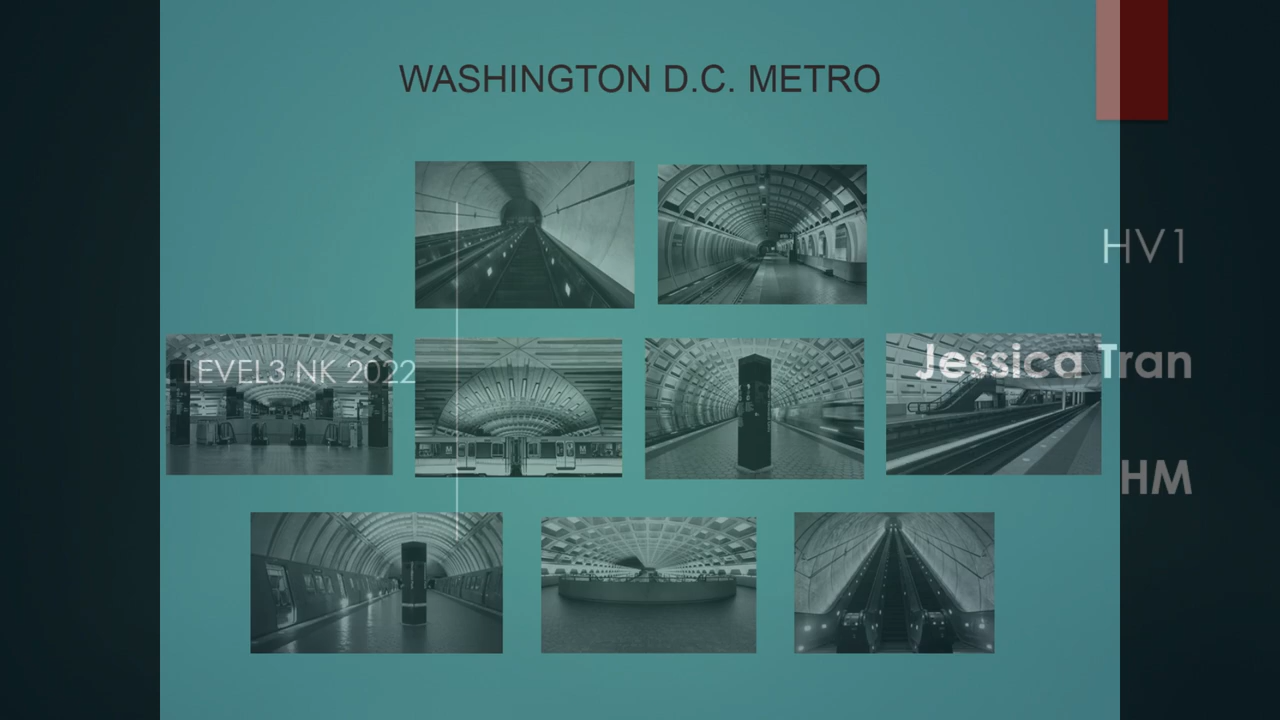 WASHINGTON D.C. METRO
HV1
LEVEL3 NK 2022
Jessica Tran
HM